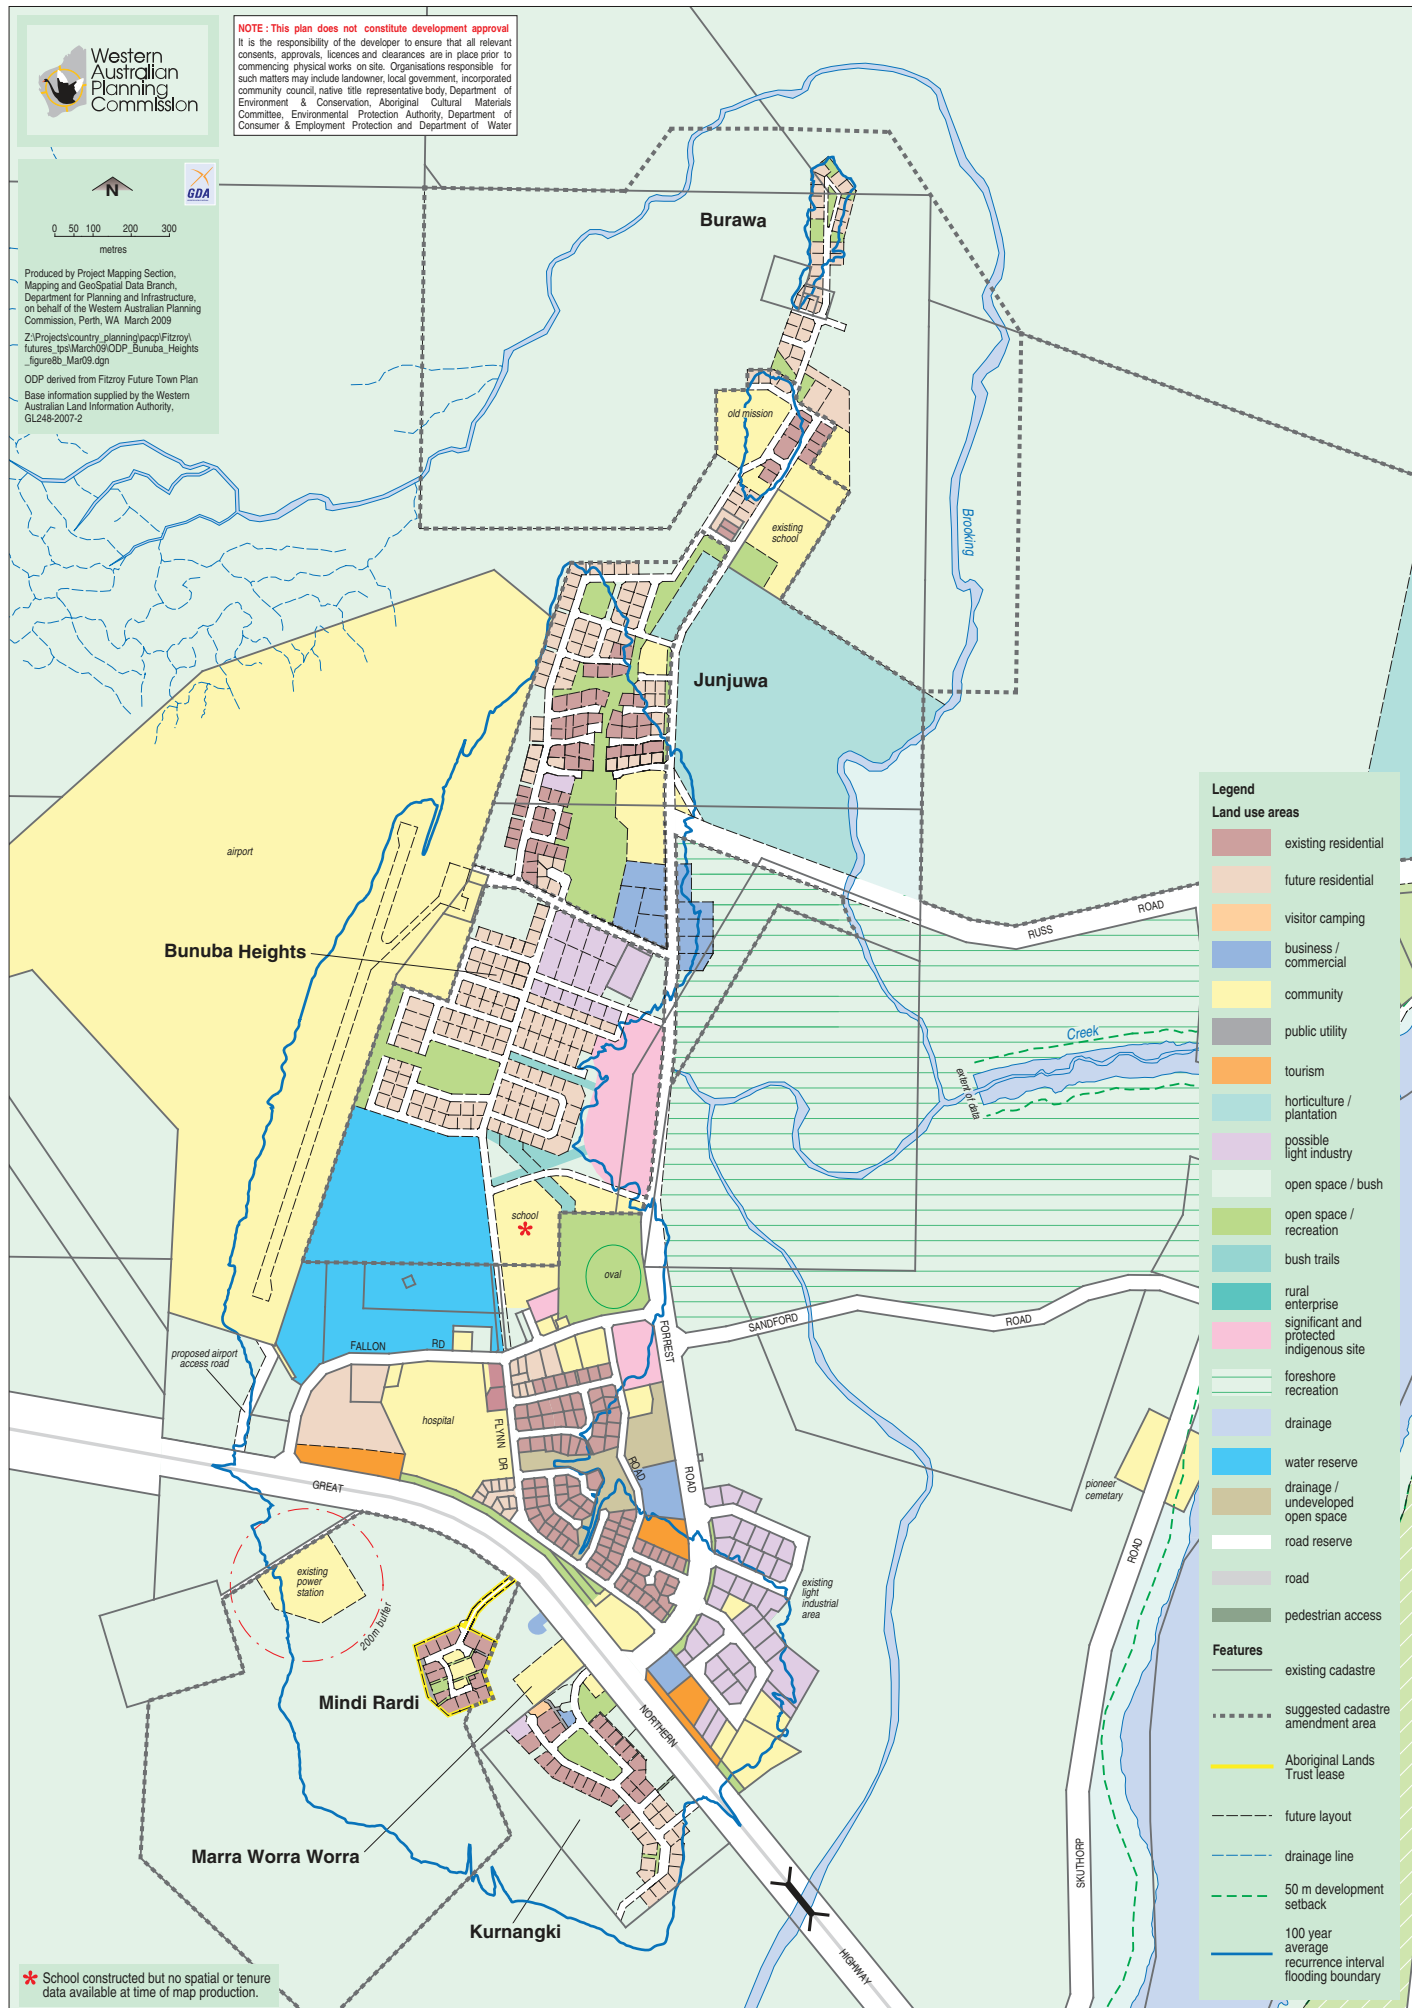 Western
Australian
Planning
Commission
NOTE : This plan does not constitute development approval
It is the responsibility of the developer to ensure that all relevant
consents, approvals, licences and clearances are in place prior to
commencing physical works on site. Organisations responsible for
such matters may include landowner, local government, incorporated
community council, native title representative body, Department of
Environment & Conservation, Aboriginal Cultural Materials
Committee, Environmental Protection Authority, Department of
Consumer & Employment Protection and Department of Water
N
GDA
0 50 100 200 300
metres
Produced by Project Mapping Section,
Mapping and GeoSpatial Data Branch,
Department for Planning and Infrastructure,
on behalf of the Western Australian Planning
Commission, Perth, WA March 2009
Z:\Projects\country_planning\pacp\Fitzroy\
futures_tps\March09\ODP_Bunuba_Heights
_figure8b_Mar09.dgn
ODP derived from Fitzroy Future Town Plan
Base information supplied by the Western
Australian Land Information Authority,
GL248-2007-2
Burawa
old mission
existing
school
Brooking
Junjuwa
airport
Bunuba Heights
RUSS
ROAD
Creek
extent of data
school
*
oval
SANDFORD
ROAD
FORREST
ROAD
FALLON
RD
proposed airport
access road
hospital
FLYNN DR
ROAD
GREAT
NORTHERN
HIGHWAY
pioneer
cemetary
ROAD
SKUTHORP
existing
power
station
200m buffer
existing
light
industrial
area
Mindi Rardi
Marra Worra Worra
Kurnangki
Legend
Land use areas
existing residential
future residential
visitor camping
business /
commercial
community
public utility
tourism
horticulture /
plantation
possible
light industry
open space / bush
open space /
recreation
bush trails
rural
enterprise
significant and
protected
indigenous site
foreshore
recreation
drainage
water reserve
drainage /
undeveloped
open space
road reserve
road
pedestrian access
Features
existing cadastre
suggested cadastre
amendment area
Aboriginal Lands
Trust lease
future layout
drainage line
50 m development
setback
100 year
average
recurrence interval
flooding boundary
* School constructed but no spatial or tenure
data available at time of map production.